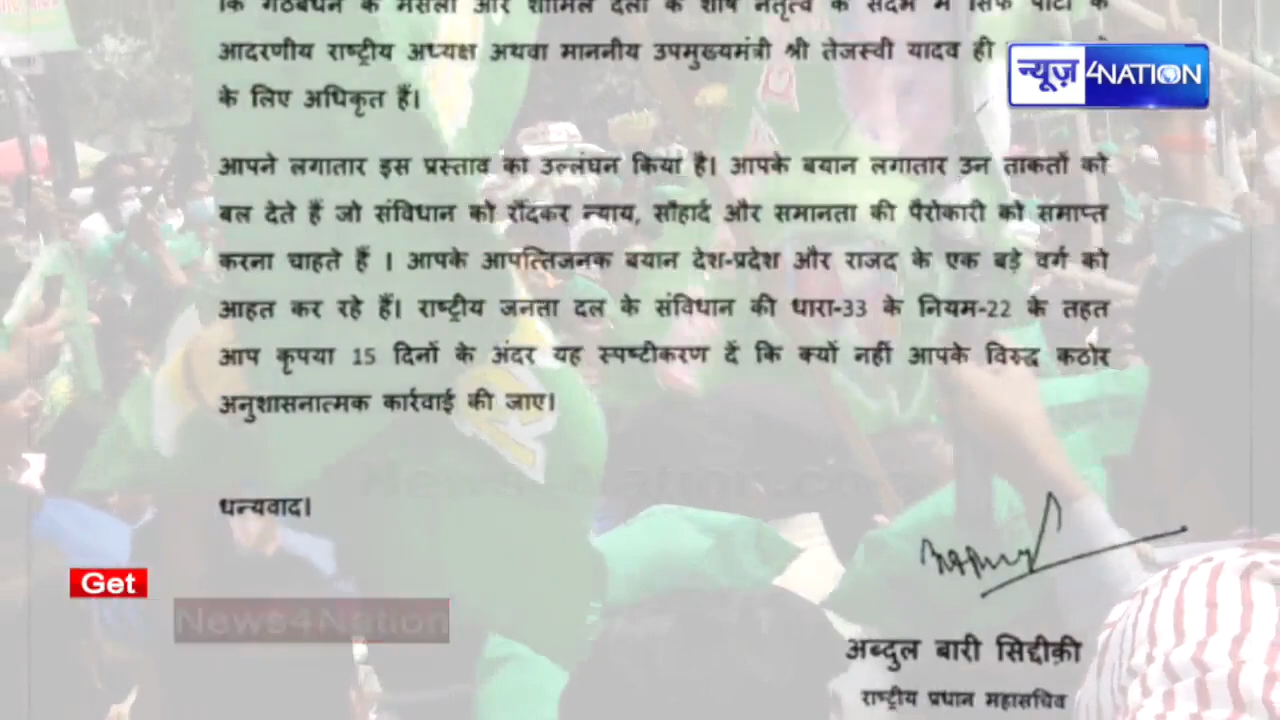 कि गठबंधन के मसलों और शामिल दलों के शीर्ष नेतृत्व के संदर्भ में सिर्फ पार्टी के
आदरणीय राष्ट्रीय अध्यक्ष अथवा माननीय उपमुख्यमंत्री श्री तेजस्वी यादव ही
के लिए अधिकृत हैं।
न्यूज़ 4NATION
आपने लगातार इस प्रस्ताव का उल्लंघन किया है। आपके बयान लगातार उन ताकतों को
बल देते हैं जो संविधान को रौंदकर न्याय, सौहार्द और समानता की पैरोकारी को समाप्त
करना चाहते हैं । आपके आपत्तिजनक बयान देश-प्रदेश और राजद के एक बड़े वर्ग को
आहत कर रहे हैं। राष्ट्रीय जनता दल के संविधान की धारा-33 के नियम-22 के तहत
आप कृपया 15 दिनों के अंदर यह स्पष्टीकरण दें कि क्यों नहीं आपके विरुद्ध कठोर
अनुशासनात्मक कार्रवाई की जाए।
News4Nation.com
धन्यवाद।
Get
News4Nation
अब्दुल बारी सिद्दीक़ी
राष्ट्रीय प्रधान महासचिव